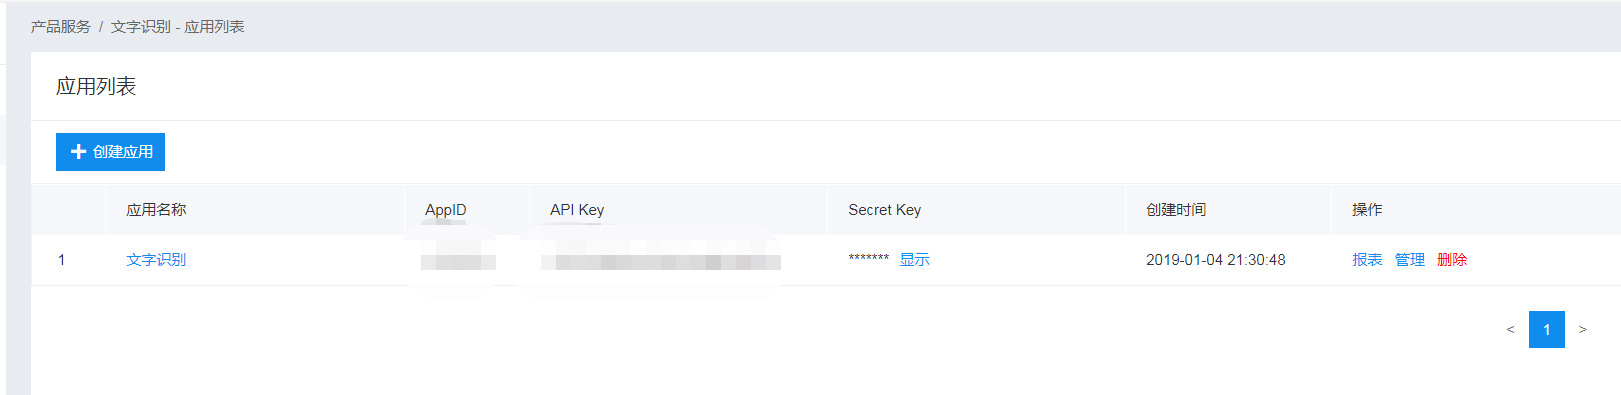 产品服务 / 文字识别 - 应用列表
应用列表
+ 创建应用
应用名称 AppID API Key Secret Key 创建时间 操作
1 文字识别 ******* 显示 2019-01-04 21:30:48 报表 管理 删除
< 1 >